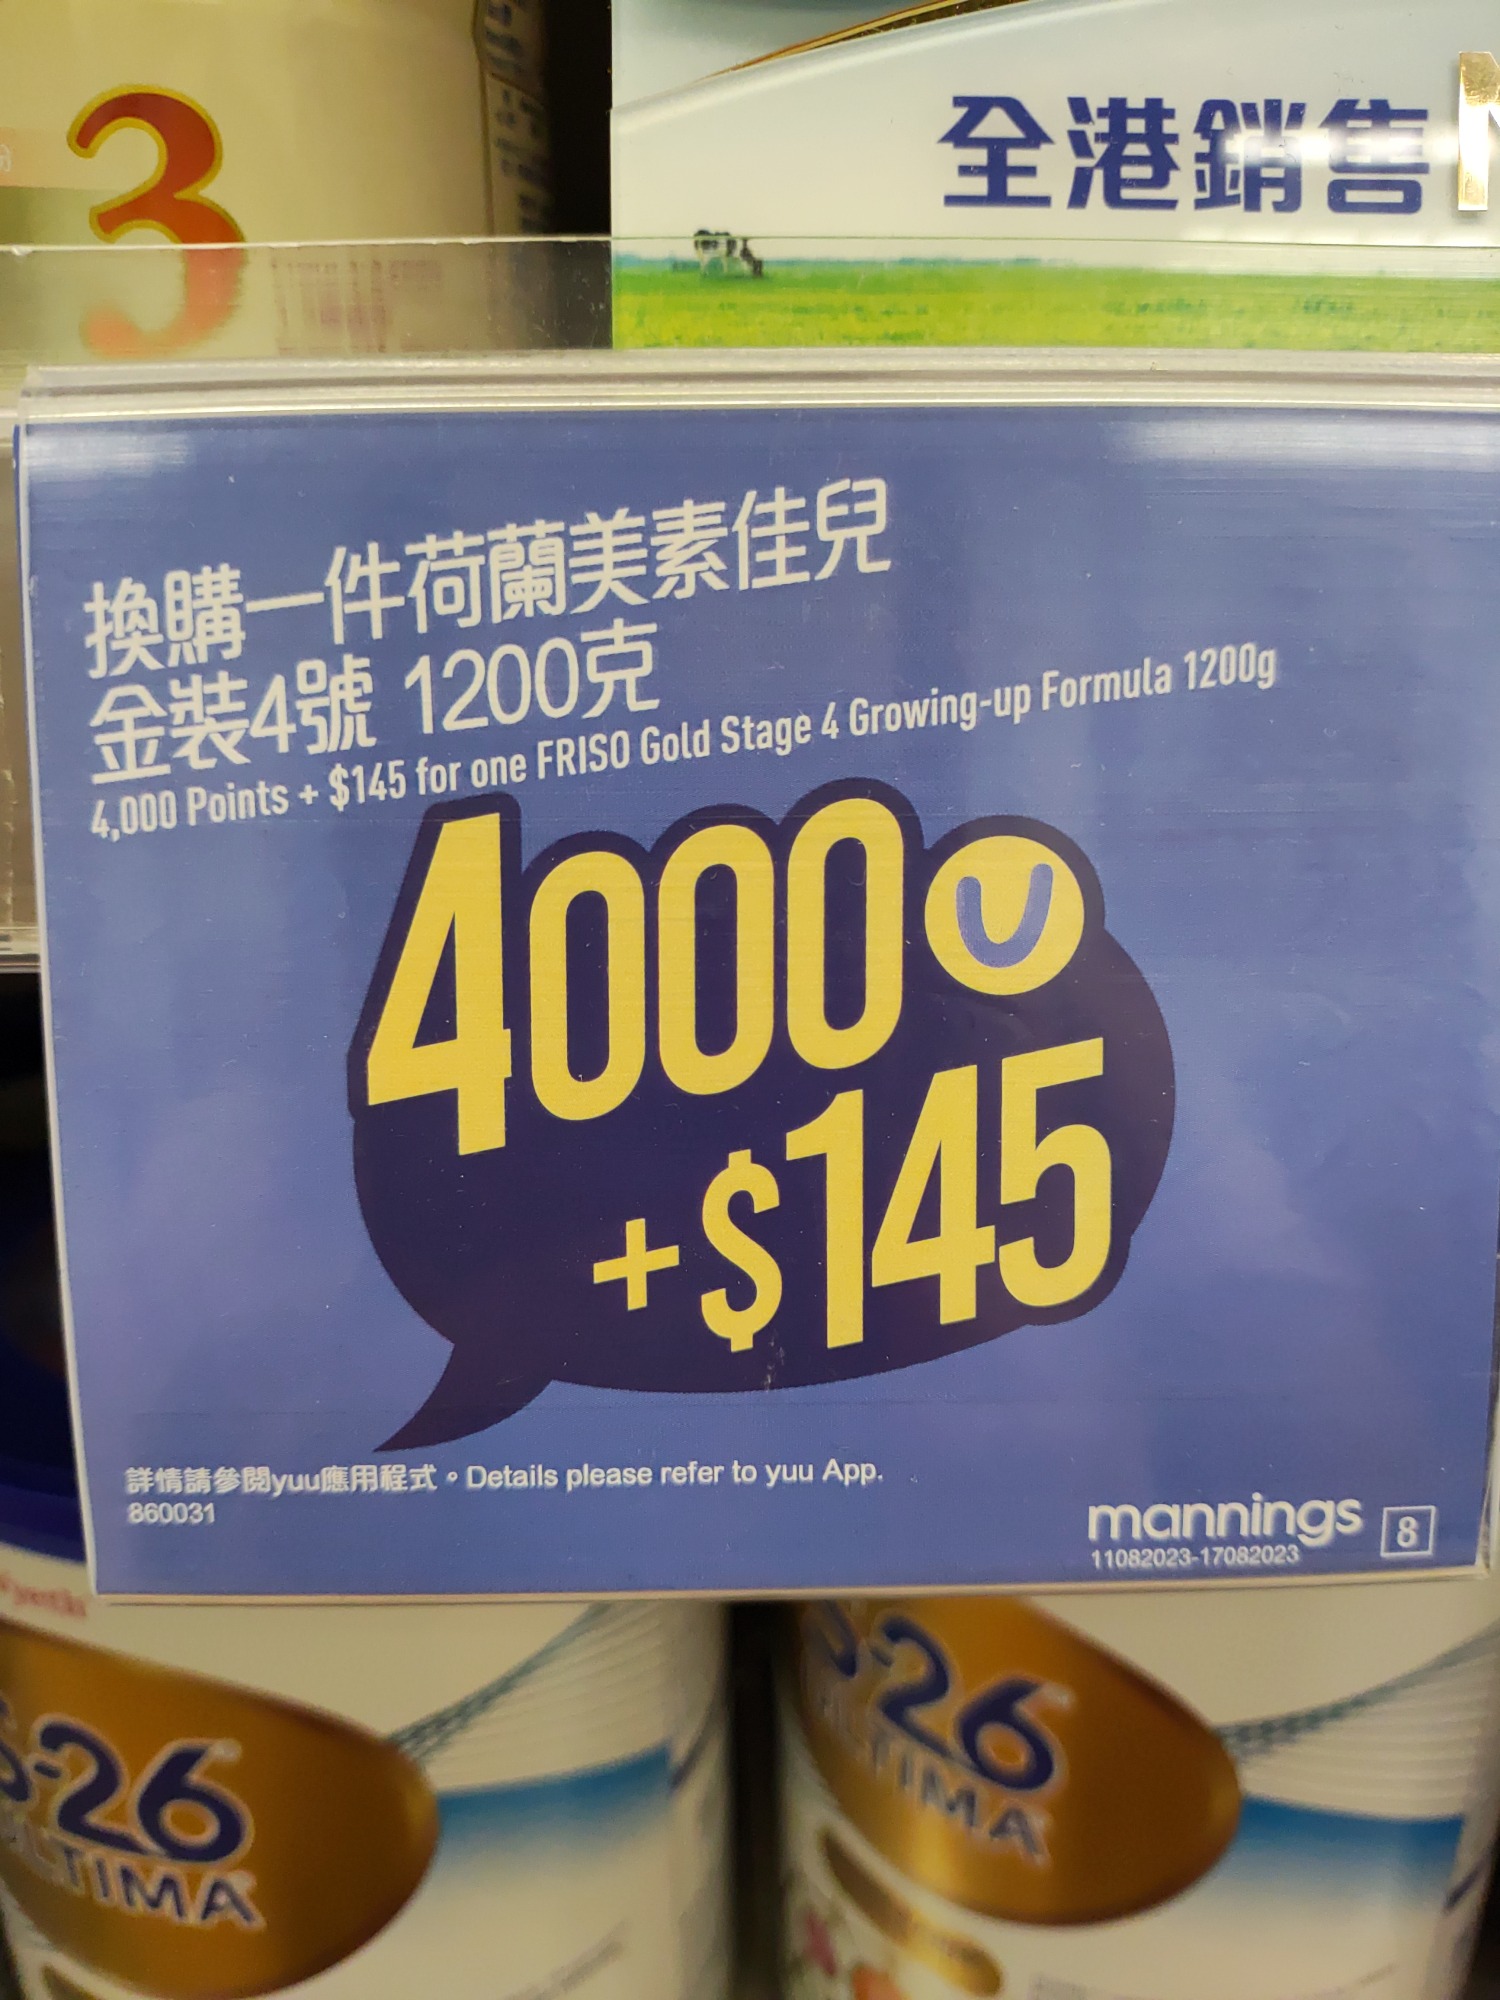 3
全港銷售
換購一件荷蘭美素佳兒
金裝4號 1200克
4,000 Points + $145 for one FRISO Gold Stage 4 Growing-up Formula 1200g
4000 U
+$145
詳情請參閱yuu應用程式。Details please refer to yuu App.
860031
mannings 8
11082023-17082023
S-26
ULTIMA
S-26
ULTIMA